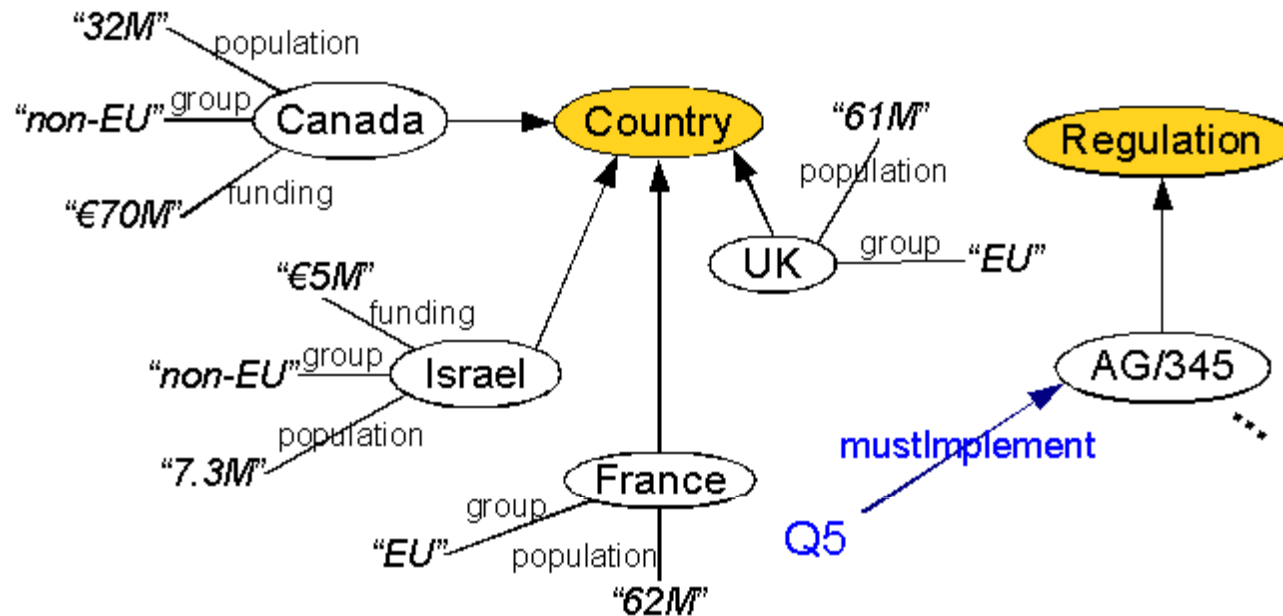 “32M”
population
“non-EU”
group
Canada
Country
“61M”
Regulation
population
funding
“€70M”
UK
group
“EU”
“€5M”
funding
“non-EU”
group
Israel
AG/345
population
mustImplement
...
“7.3M”
France
group
Q5
“EU”
population
“62M”